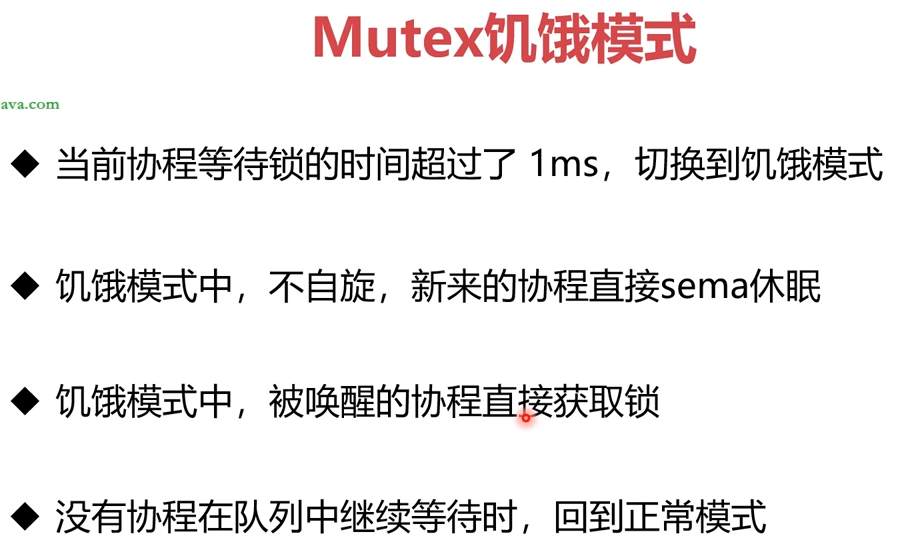 Mutex饥饿模式
ava.com
◆ 当前协程等待锁的时间超过了 1ms，切换到饥饿模式
◆ 饥饿模式中，不自旋，新来的协程直接sema休眠
◆ 饥饿模式中，被唤醒的协程直接获取锁
◆ 没有协程在队列中继续等待时，回到正常模式